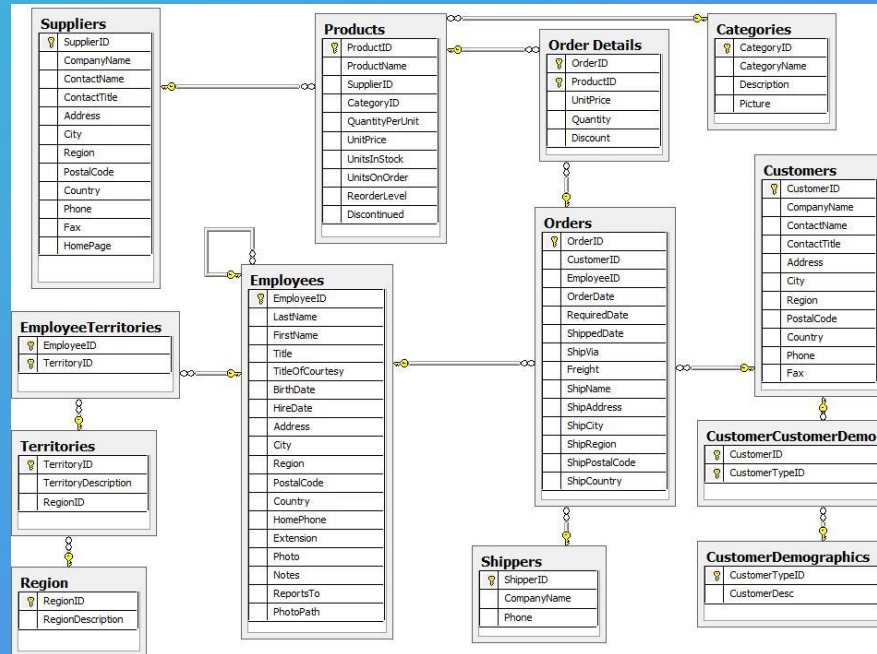 Suppliers
SupplierID
CompanyName
ContactName
ContactTitle
Address
City
Region
PostalCode
Country
Phone
Fax
HomePage
Products
ProductID
ProductName
SupplierID
CategoryID
QuantityPerUnit
UnitPrice
UnitsInStock
UnitsOnOrder
ReorderLevel
Discontinued
Order Details
OrderID
ProductID
UnitPrice
Quantity
Discount
Categories
CategoryID
CategoryName
Description
Picture
Customers
CustomerID
CompanyName
ContactName
ContactTitle
Address
City
Region
PostalCode
Country
Phone
Fax
Orders
OrderID
CustomerID
EmployeeID
OrderDate
RequiredDate
ShippedDate
ShipVia
Freight
ShipName
ShipAddress
ShipCity
ShipRegion
ShipPostalCode
ShipCountry
Employees
EmployeeID
LastName
FirstName
Title
TitleOfCourtesy
BirthDate
HireDate
Address
City
Region
PostalCode
Country
HomePhone
Extension
Photo
Notes
ReportsTo
PhotoPath
EmployeeTerritories
EmployeeID
TerritoryID
Territories
TerritoryID
TerritoryDescription
RegionID
Region
RegionID
RegionDescription
Shippers
ShipperID
CompanyName
Phone
CustomerCustomerDemo
CustomerID
CustomerTypeID
CustomerDemographics
CustomerTypeID
CustomerDesc